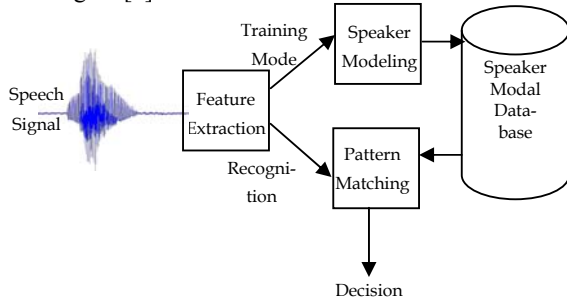 Training
Mode
Speaker
Modeling
Speaker
Modal
Data-
base
Speech
Signal
Feature
Extraction
Recogni-
tion
Pattern
Matching
Decision